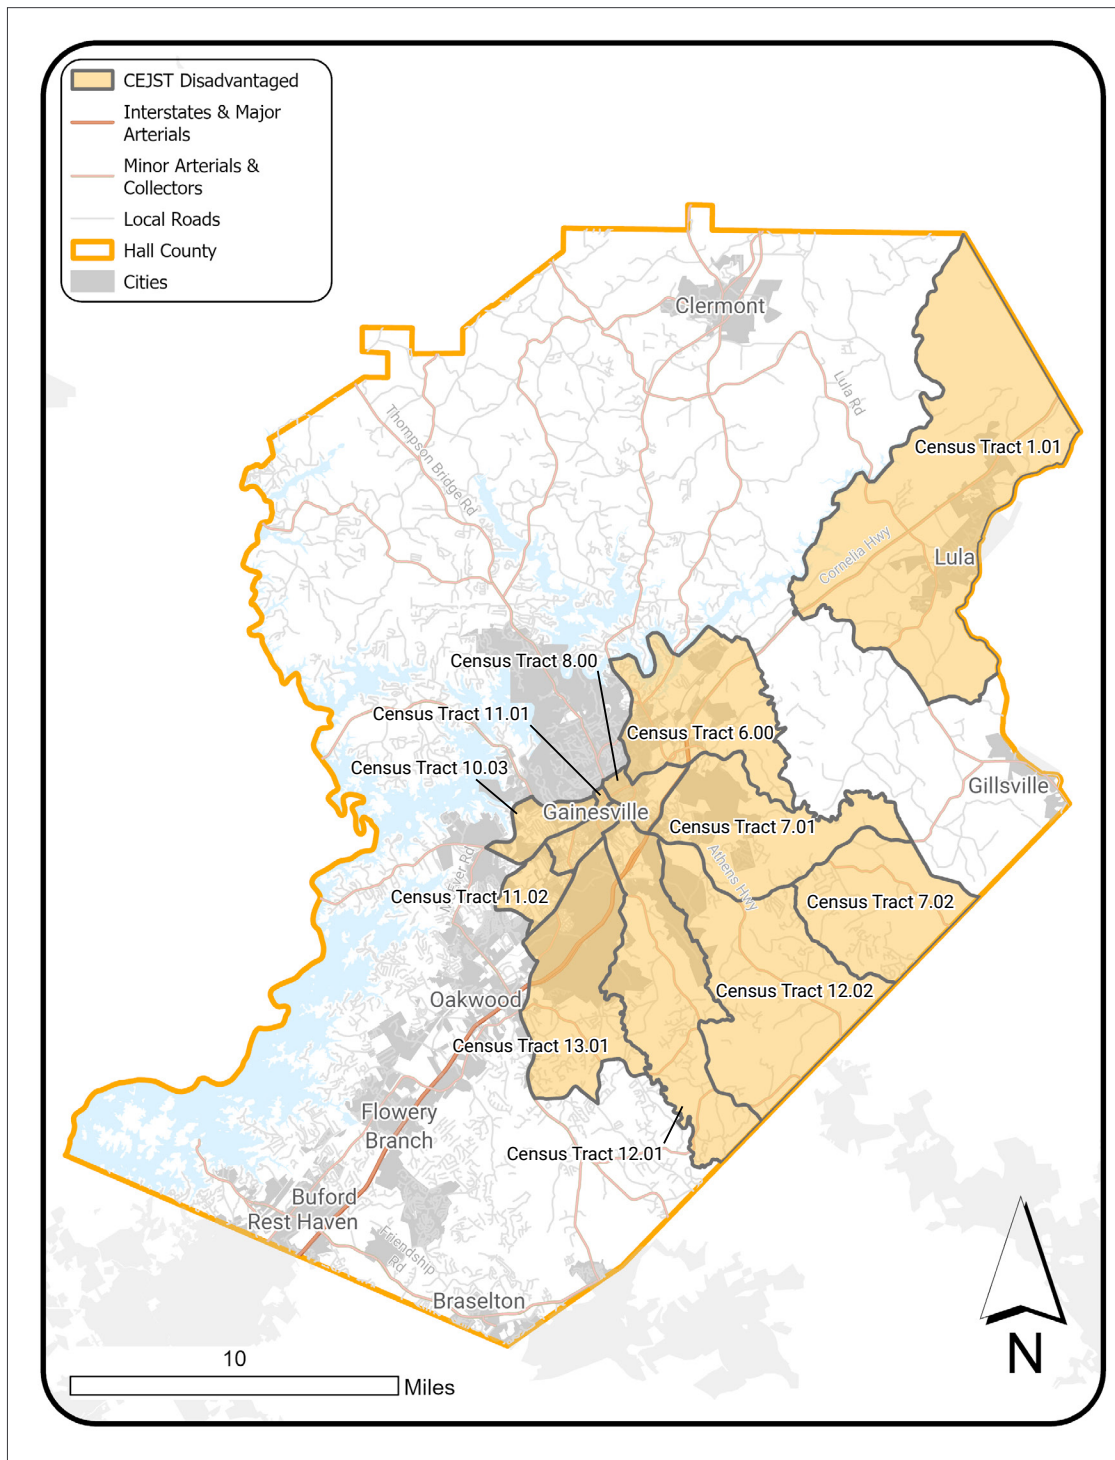 CEJST Disadvantaged
Interstates & Major
Arterials
Minor Arterials &
Collectors
Local Roads
Hall County
Cities
Clermont
Lula Rd
Thompson Bridge Rd
Census Tract 1.01
Cornelia Hwy
Lula
Census Tract 8.00
Census Tract 11.01
Census Tract 6.00
Census Tract 10.03
Gillsville
Gainesville
Census Tract 7.01
Athens Hwy
Census Tract 11.02
Census Tract 7.02
Census Tract 12.02
Oakwood
Census Tract 13.01
Flowery
Branch
Census Tract 12.01
Buford
Rest Haven
Friendship
Rd
Braselton
10
Miles
N